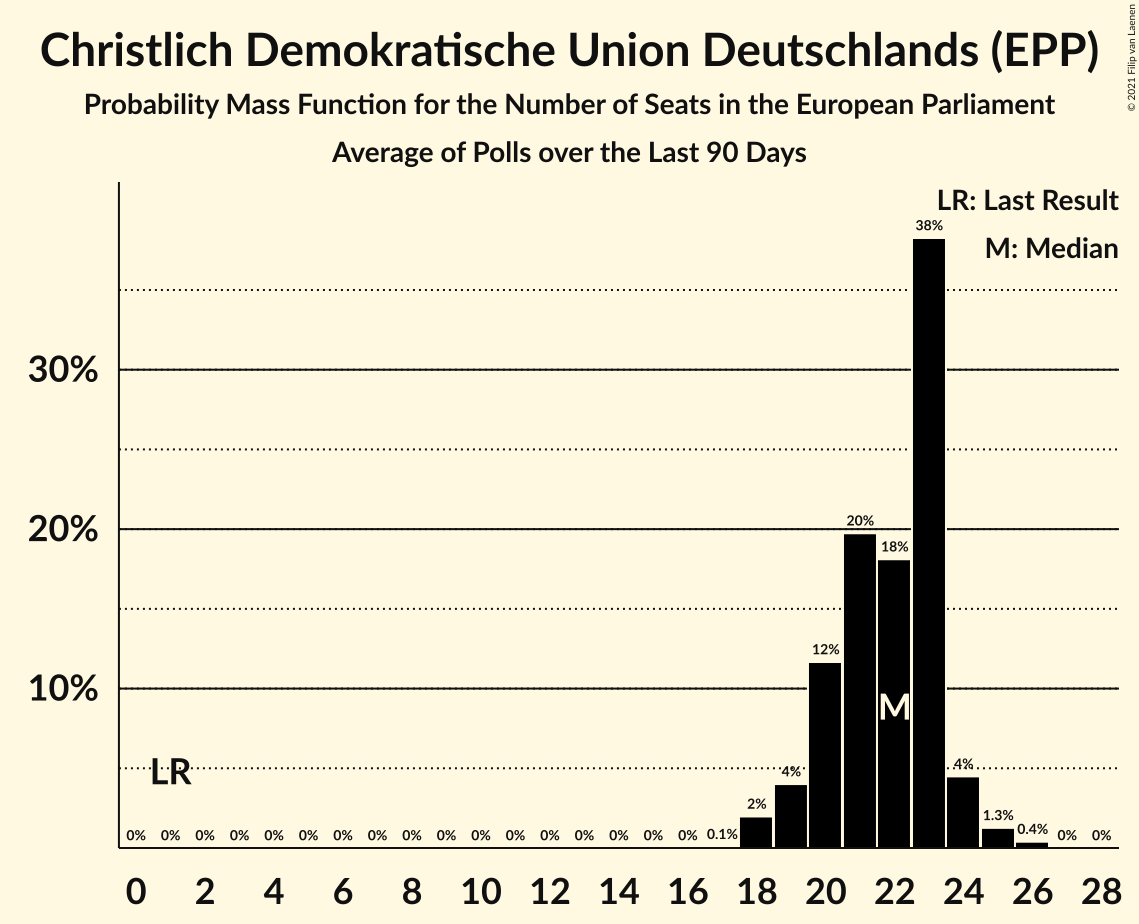 Christlich Demokratische Union Deutschlands (EPP)
Probability Mass Function for the Number of Seats in the European Parliament
Average of Polls over the Last 90 Days
© 2021 Filip van Laenen
LR: Last Result
M: Median
38%
30%
20%
20%
18%
12%
10%
M
LR
4%
4%
2%
1.3%
0.4%
0% 0% 0% 0% 0% 0% 0% 0% 0% 0% 0% 0% 0% 0% 0% 0% 0% 0.1% 0% 0%
0 2 4 6 8 10 12 14 16 18 20 22 24 26 28